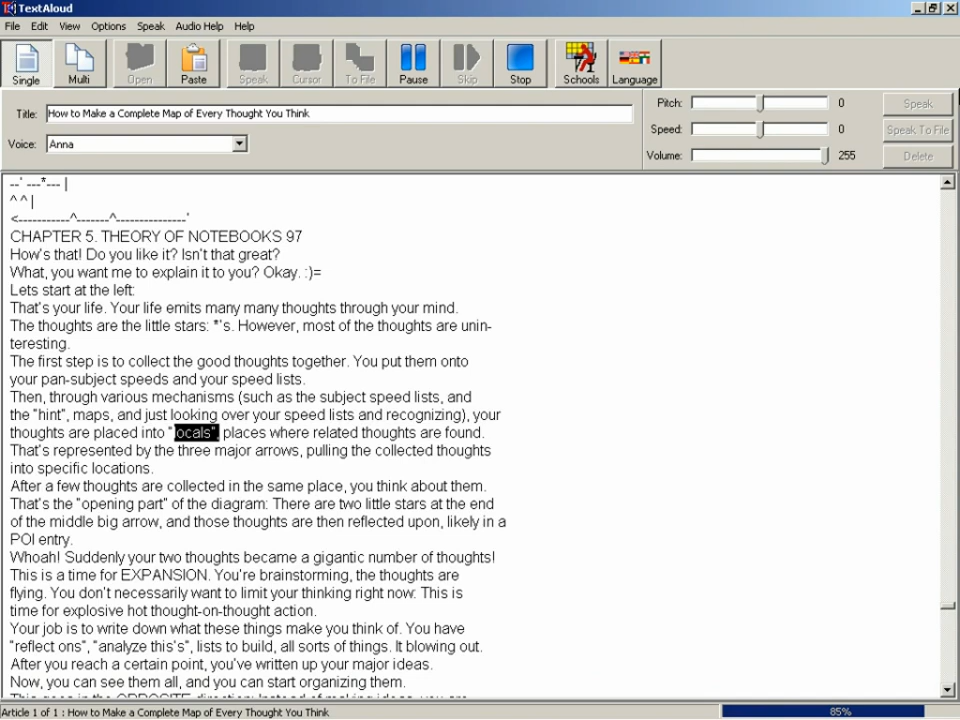 TextAloud
File Edit View Options Speak Audio Help Help
Single Multi Open Paste Speak Cursor To File Pause Skip Stop Schools Language
Title: How to Make a Complete Map of Every Thought You Think
Voice: Anna
Pitch: 0 Speak
Speed: 0 Speak To File
Volume: 255 Delete
--' ---*--- |
^ ^ |
<-----------^-------^---------------'
CHAPTER 5. THEORY OF NOTEBOOKS 97
How's that! Do you like it? Isn't that great?
What, you want me to explain it to you? Okay. :)=
Lets start at the left:
That's your life. Your life emits many many thoughts through your mind.
The thoughts are the little stars: *'s. However, most of the thoughts are unin-
teresting.
The first step is to collect the good thoughts together. You put them onto
your pan-subject speeds and your speed lists.
Then, through various mechanisms (such as the subject speed lists, and
the "hint", maps, and just looking over your speed lists and recognizing), your
thoughts are placed into "locals", places where related thoughts are found.
That's represented by the three major arrows, pulling the collected thoughts
into specific locations.
After a few thoughts are collected in the same place, you think about them.
That's the "opening part" of the diagram: There are two little stars at the end
of the middle big arrow, and those thoughts are then reflected upon, likely in a
POI entry.
Whoah! Suddenly your two thoughts became a gigantic number of thoughts!
This is a time for EXPANSION. You're brainstorming, the thoughts are
flying. You don't necessarily want to limit your thinking right now: This is
time for explosive hot thought-on-thought action.
Your job is to write down what these things make you think of. You have
"reflect ons", "analyze this's", lists to build, all sorts of things. It blowing out.
After you reach a certain point, you've written up your major ideas.
Now, you can see them all, and you can start organizing them.
This goes in the OPPOSITE direction: Instead of making ideas, you are
Article 1 of 1 : How to Make a Complete Map of Every Thought You Think 85%